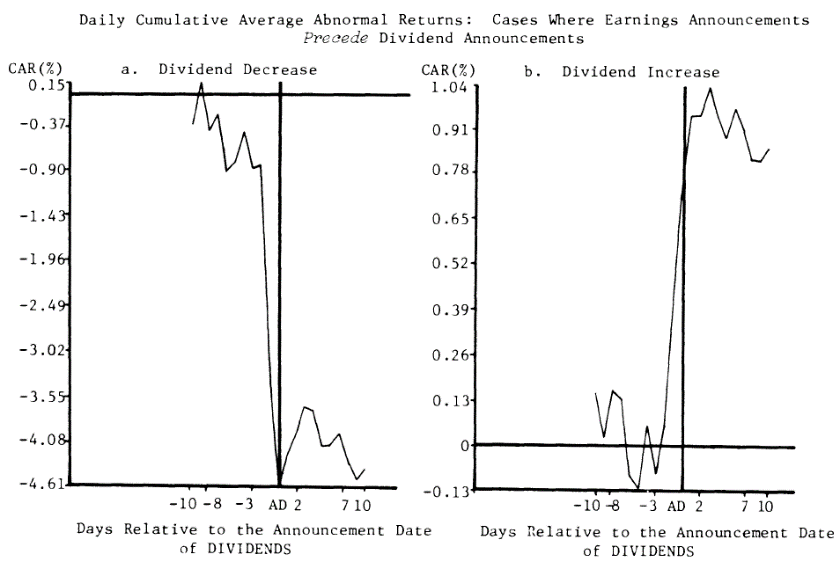 Daily Cumulative Average Abnormal Returns: Cases Where Earnings Announcements
Precede Dividend Announcements
CAR(%) a. Dividend Decrease
0.15
-0.37
-0.90
-1.43
-1.96
-2.49
-3.02
-3.55
-4.08
-4.61
-10 -8 -3 AD 2 7 10
Days Relative to the Announcement Date
of DIVIDENDS
CAR(%) b. Dividend Increase
1.04
0.91
0.78
0.65
0.52
0.39
0.26
0.13
0
-0.13
-10 -8 -3 AD 2 7 10
Days Relative to the Announcement Date
of DIVIDENDS